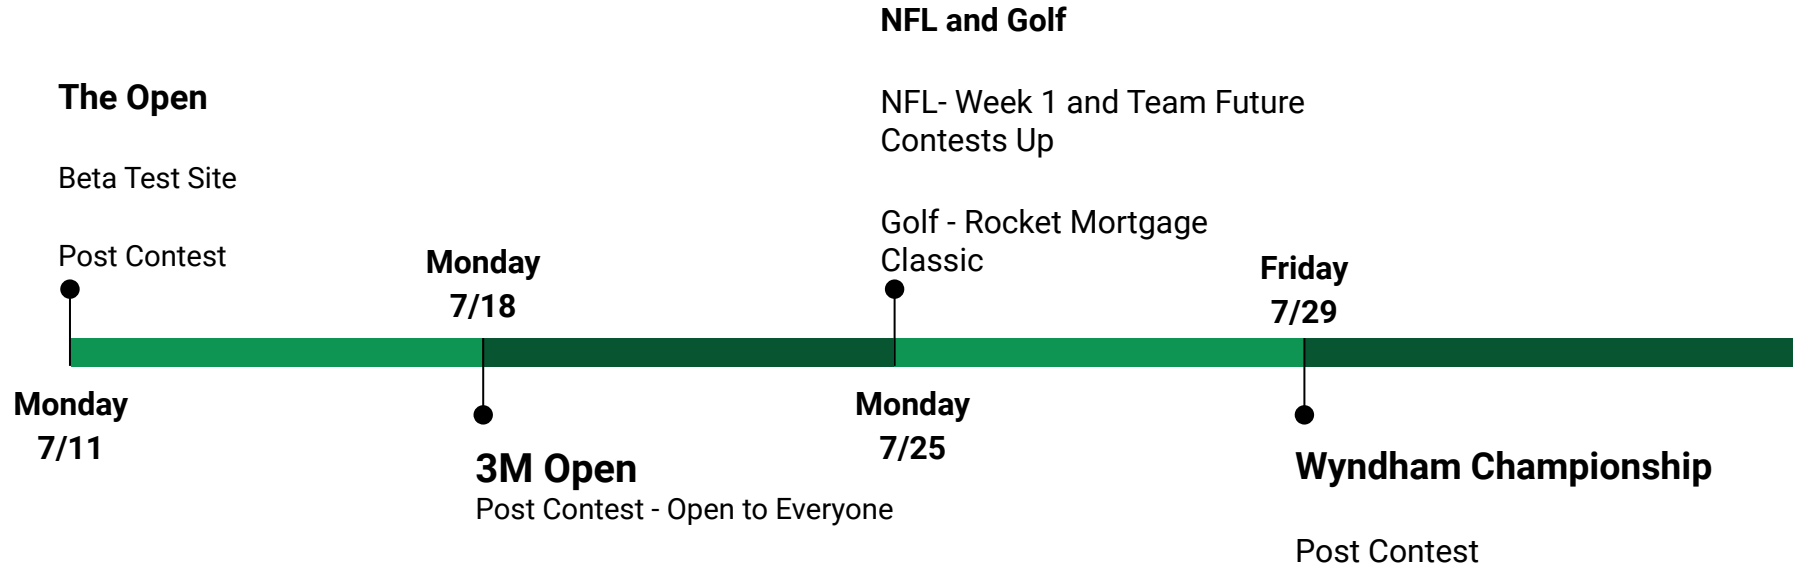 NFL and Golf
The Open
NFL- Week 1 and Team Future
Contests Up
Beta Test Site
Golf - Rocket Mortgage
Classic
Post Contest
Monday
7/18
Friday
7/29
Monday
7/11
Monday
7/25
3M Open
Post Contest - Open to Everyone
Wyndham Championship
Post Contest